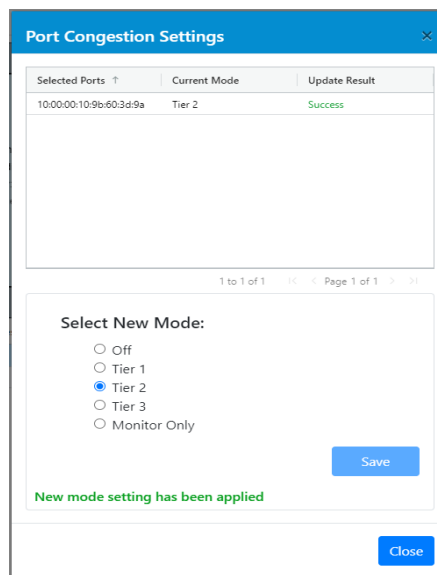 Port Congestion Settings ×
Selected Ports ↑ Current Mode Update Result
10:00:00:10:9b:60:3d:9a Tier 2 Success
1 to 1 of 1 |< < Page 1 of 1 > >|
Select New Mode:
Off
Tier 1
Tier 2
Tier 3
Monitor Only
Save
New mode setting has been applied
Close